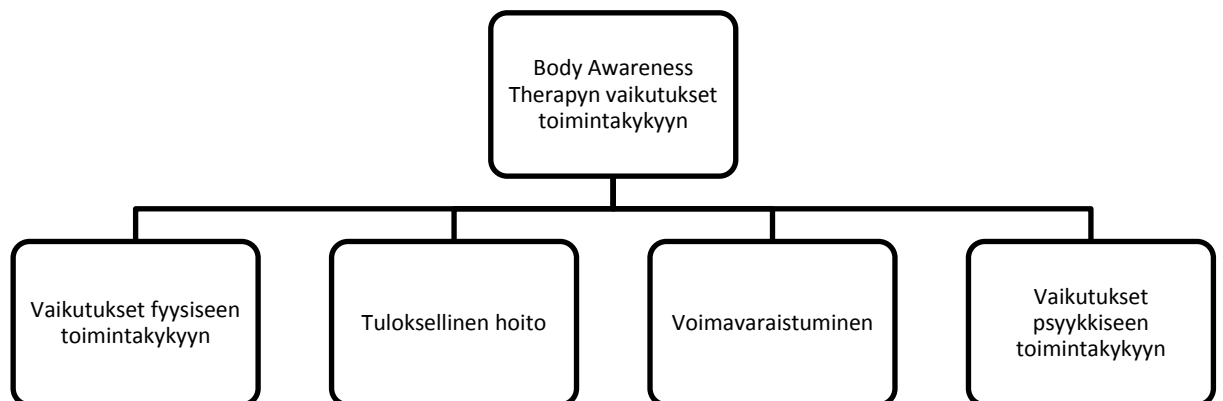 Body Awareness
Therapyn vaikutukset
toimintakykyyn
Vaikutukset fyysiseen
toimintakykyyn
Tuloksellinen hoito
Voimavaraistuminen
Vaikutukset
psyykkiseen
toimintakykyyn